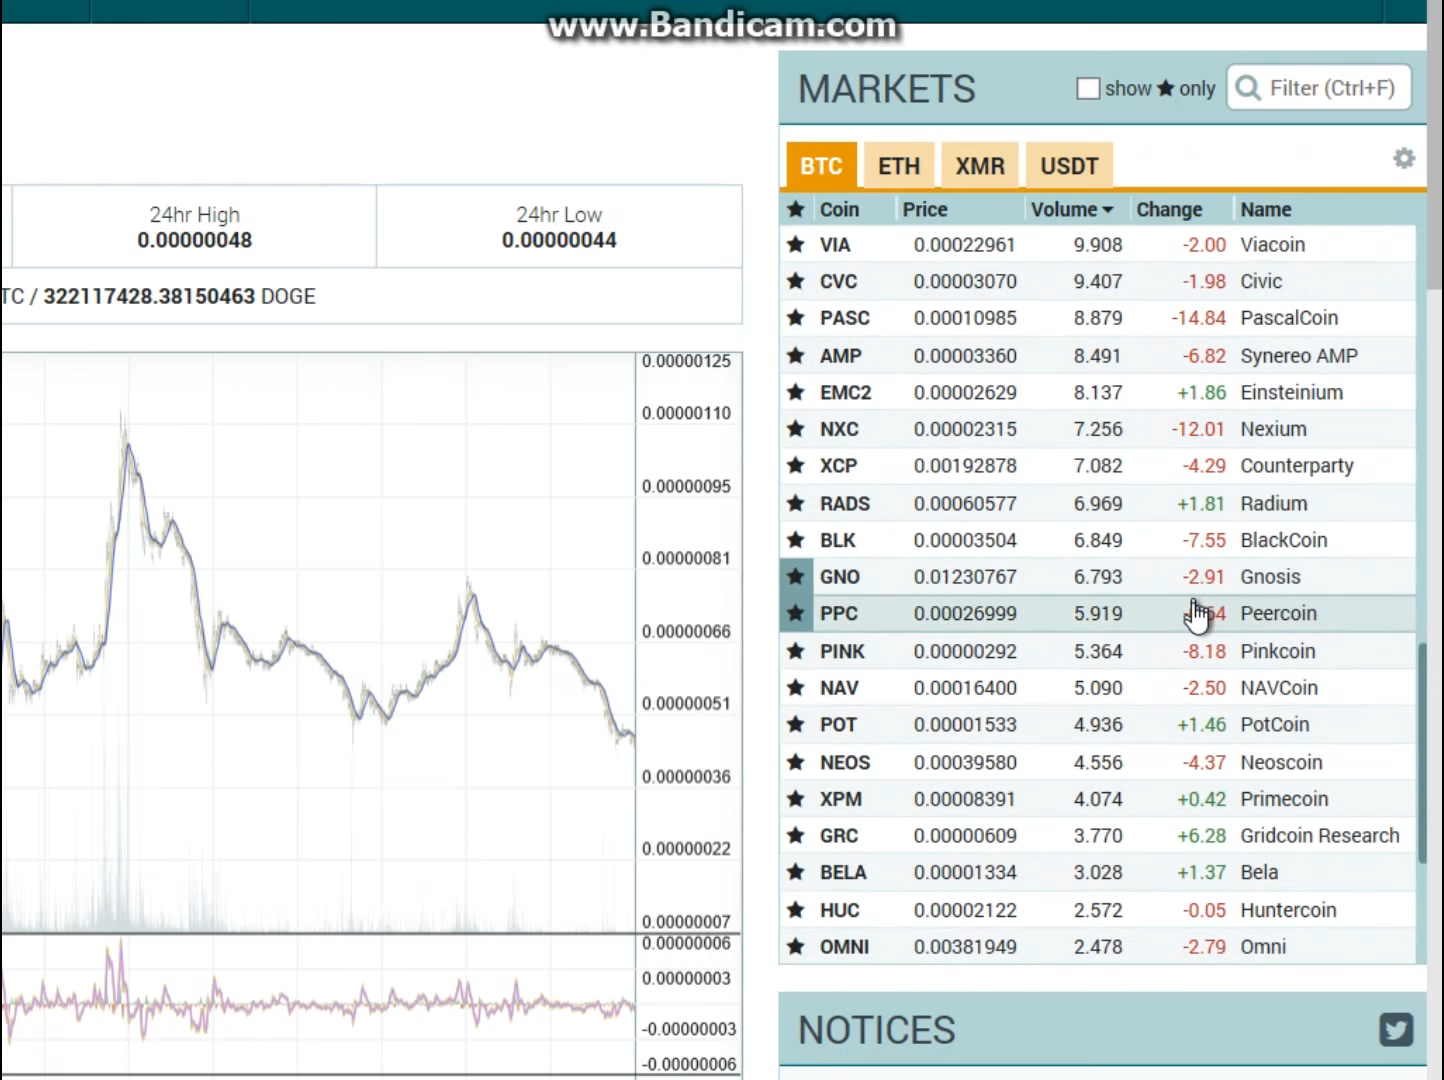 www.Bandicam.com
MARKETS
show ★ only
Filter (Ctrl+F)
BTC ETH XMR USDT
Coin Price Volume Change Name
VIA 0.00022961 9.908 -2.00 Viacoin
CVC 0.00003070 9.407 -1.98 Civic
PASC 0.00010985 8.879 -14.84 PascalCoin
AMP 0.00003360 8.491 -6.82 Synereo AMP
EMC2 0.00002629 8.137 +1.86 Einsteinium
NXC 0.00002315 7.256 -12.01 Nexium
XCP 0.00192878 7.082 -4.29 Counterparty
RADS 0.00060577 6.969 +1.81 Radium
BLK 0.00003504 6.849 -7.55 BlackCoin
GNO 0.01230767 6.793 -2.91 Gnosis
PPC 0.00026999 5.919 Peercoin
PINK 0.00000292 5.364 -8.18 Pinkcoin
NAV 0.00016400 5.090 -2.50 NAVCoin
POT 0.00001533 4.936 +1.46 PotCoin
NEOS 0.00039580 4.556 -4.37 Neoscoin
XPM 0.00008391 4.074 +0.42 Primecoin
GRC 0.00000609 3.770 +6.28 Gridcoin Research
BELA 0.00001334 3.028 +1.37 Bela
HUC 0.00002122 2.572 -0.05 Huntercoin
OMNI 0.00381949 2.478 -2.79 Omni
NOTICES
24hr High
0.00000048
24hr Low
0.00000044
TC / 322117428.38150463 DOGE
0.00000125
0.00000110
0.00000095
0.00000081
0.00000066
0.00000051
0.00000036
0.00000022
0.00000007
0.00000006
0.00000003
-0.00000003
-0.00000006